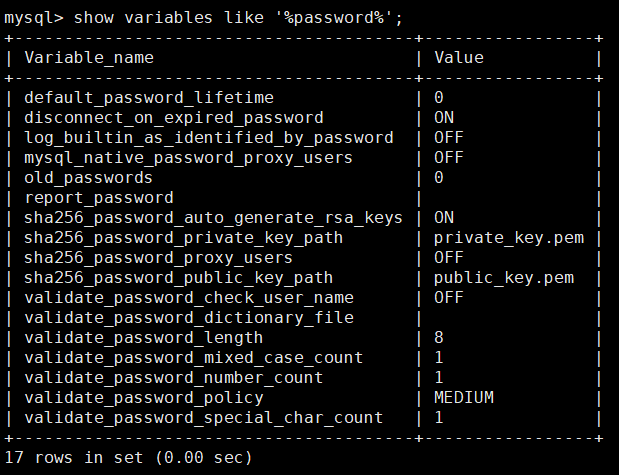 mysql> show variables like '%password%';
+----------------------------------------+-----------------+
| Variable_name                          | Value           |
+----------------------------------------+-----------------+
| default_password_lifetime              | 0               |
| disconnect_on_expired_password         | ON              |
| log_builtin_as_identified_by_password  | OFF             |
| mysql_native_password_proxy_users      | OFF             |
| old_passwords                          | 0               |
| report_password                        |                 |
| sha256_password_auto_generate_rsa_keys | ON              |
| sha256_password_private_key_path       | private_key.pem |
| sha256_password_proxy_users            | OFF             |
| sha256_password_public_key_path        | public_key.pem  |
| validate_password_check_user_name      | OFF             |
| validate_password_dictionary_file      |                 |
| validate_password_length               | 8               |
| validate_password_mixed_case_count     | 1               |
| validate_password_number_count         | 1               |
| validate_password_policy               | MEDIUM          |
| validate_password_special_char_count   | 1               |
+----------------------------------------+-----------------+
17 rows in set (0.00 sec)